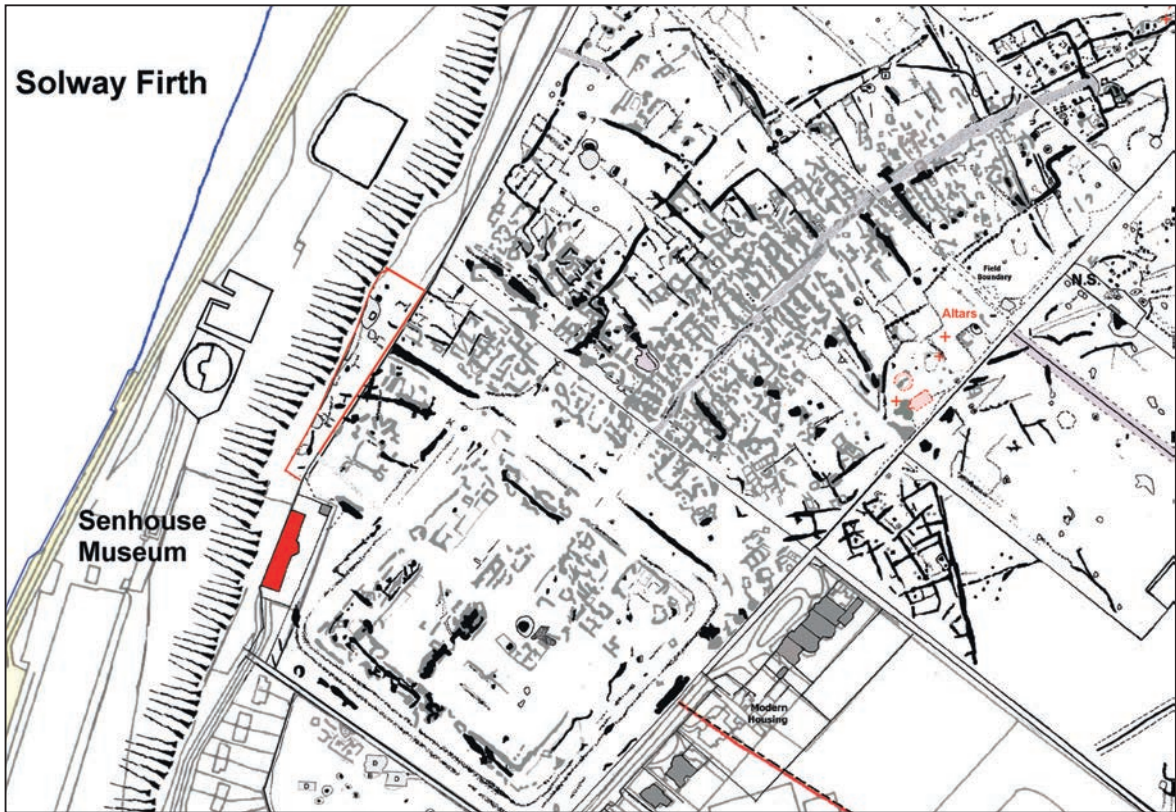 Solway Firth
Field
Boundary
N.S.
Altars
Senhouse
Museum
Modern
Housing